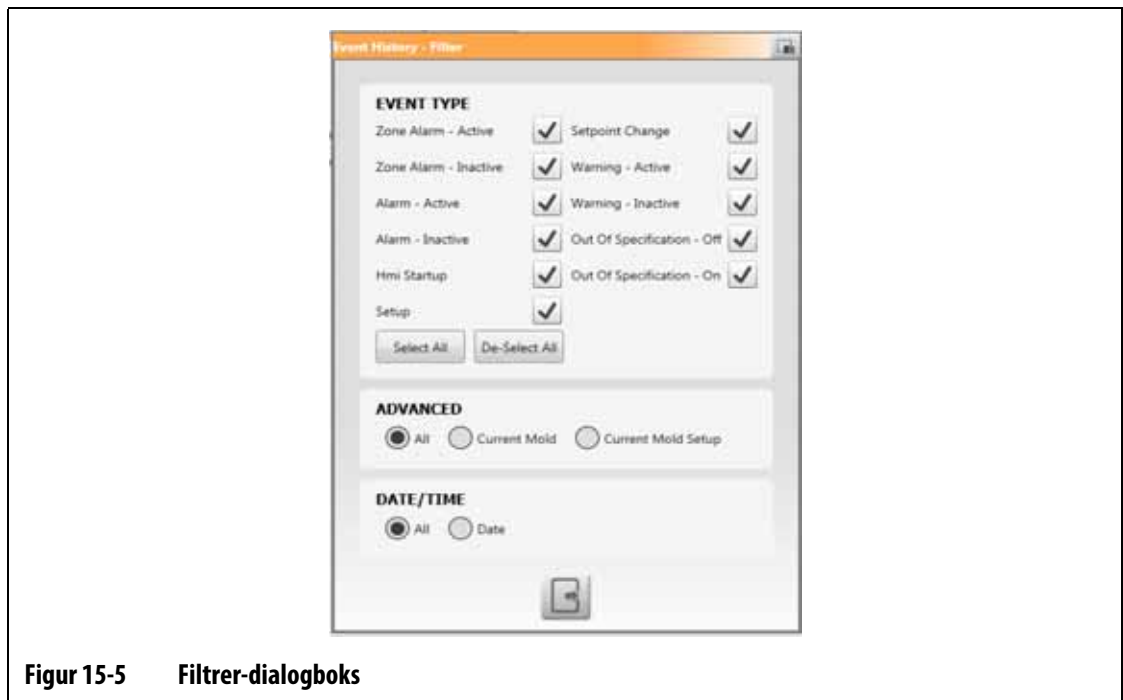 Event History - Filter
EVENT TYPE
Zone Alarm - Active
Setpoint Change
Zone Alarm - Inactive
Warning - Active
Alarm - Active
Warning - Inactive
Alarm - Inactive
Out Of Specification - Off
Hmi Startup
Out Of Specification - On
Setup
Select All
De-Select All
ADVANCED
All
Current Mold
Current Mold Setup
DATE/TIME
All
Date
Figur 15-5 Filtrer-dialogboks